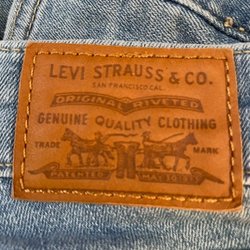 LEVI STRAUSS & CO.
SAN FRANCISCO CAL.
ORIGINAL RIVETED
GENUINE QUALITY CLOTHING
TRADE MARK
PATENTED MAY 20 1873